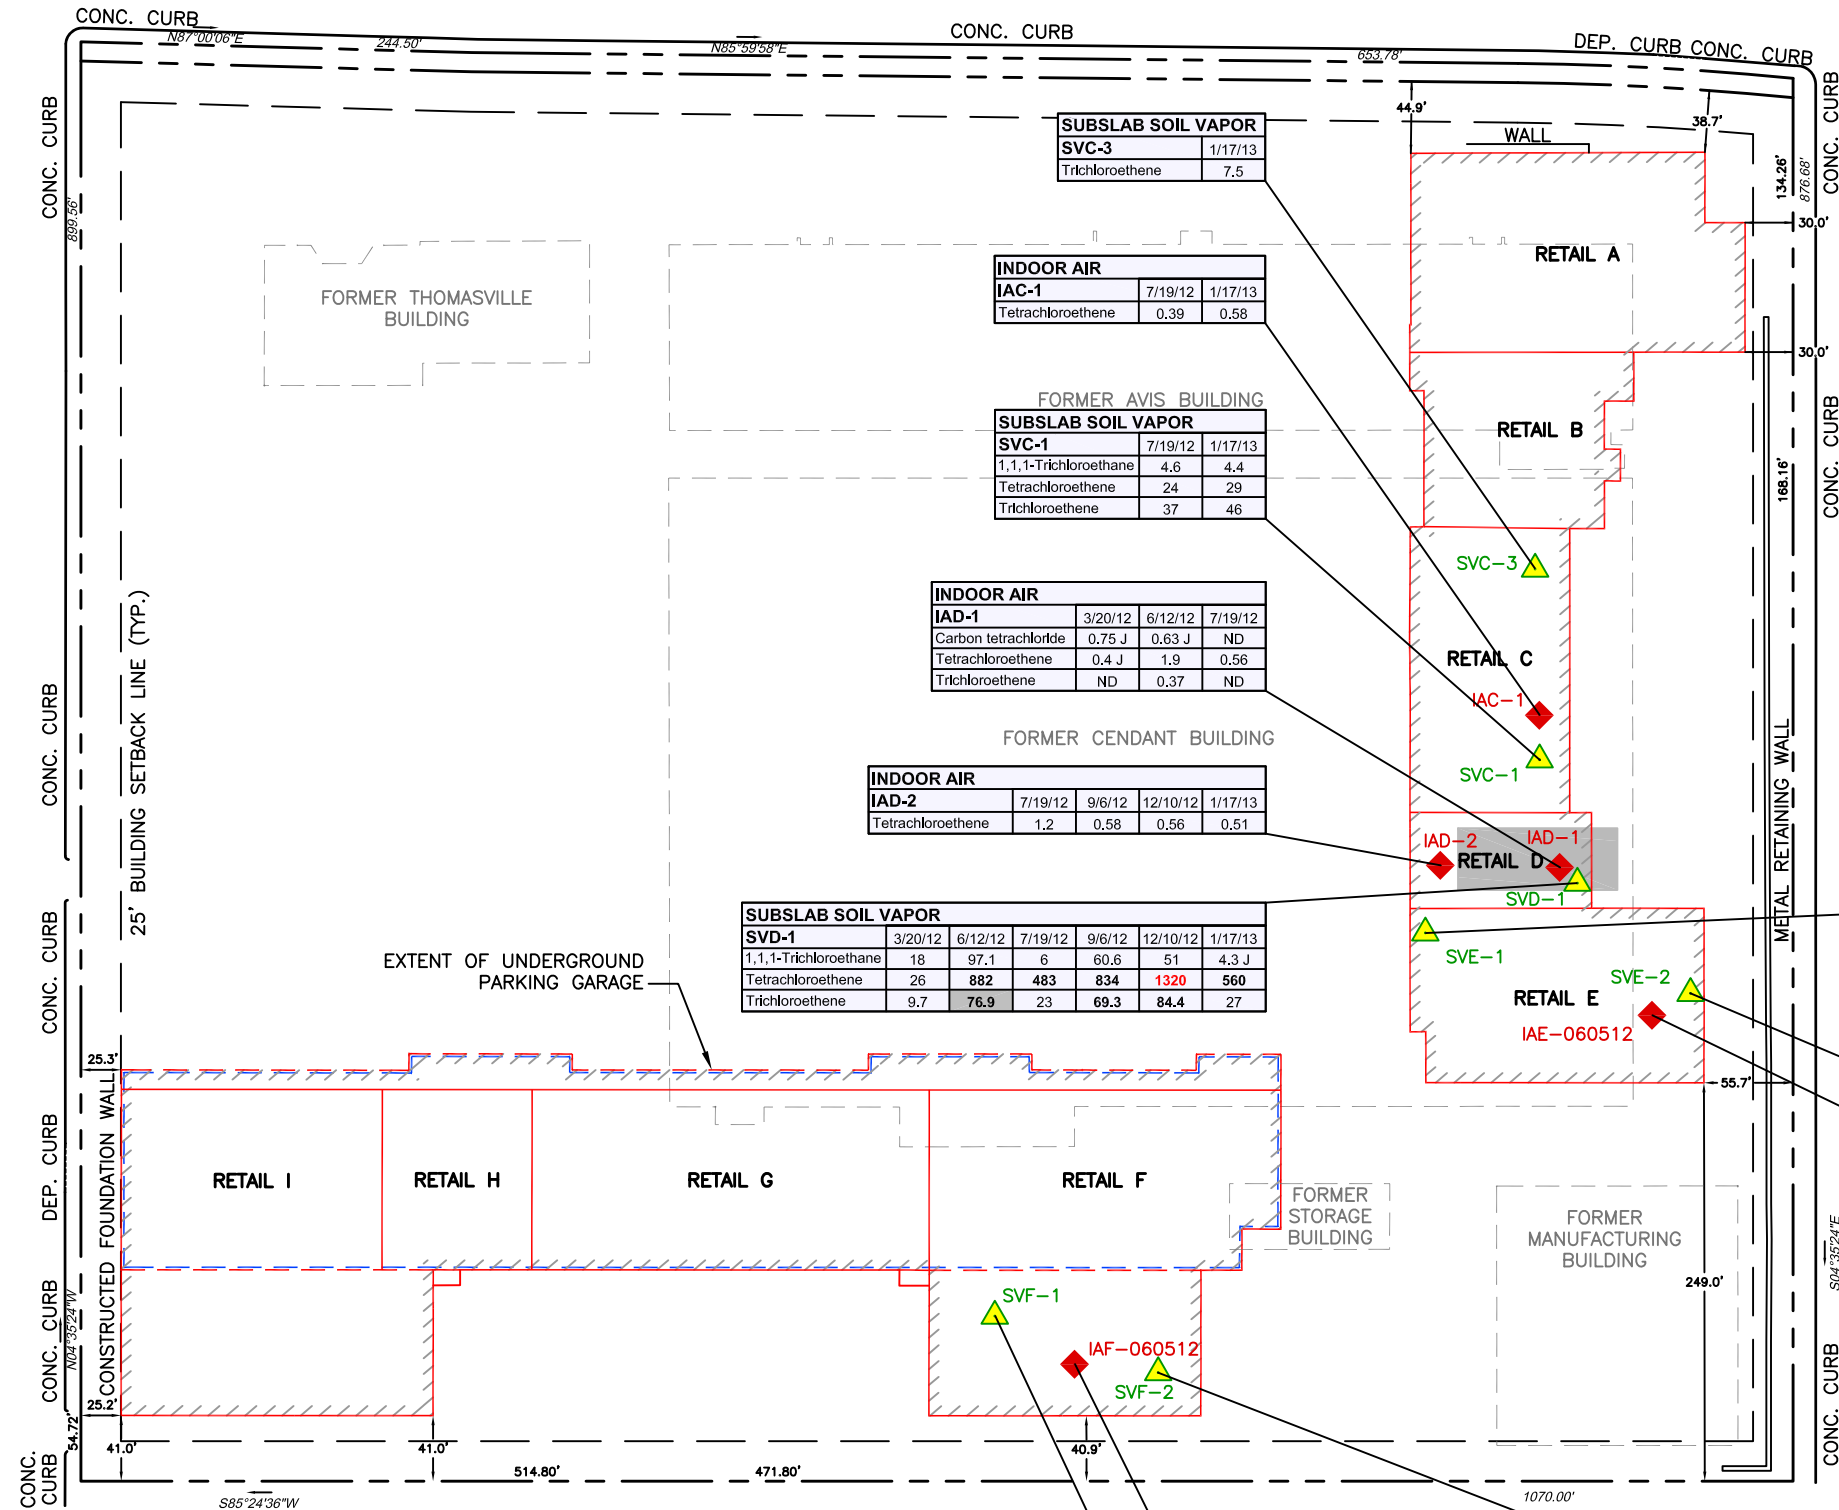 CONC. CURB
N87°00'06"E
244.50'
N85°59'58"E
CONC. CURB
653.78'
DEP. CURB CONC. CURB
CONC. CURB
899.56'
CONC. CURB
44.9'
38.7'
WALL
134.26'
876.68'
30.0'
30.0'
SUBSLAB SOIL VAPOR
SVC-3 1/17/13
Trichloroethene 7.5
RETAIL A
FORMER THOMASVILLE
BUILDING
INDOOR AIR
IAC-1 7/19/12 1/17/13
Tetrachloroethene 0.39 0.58
FORMER AVIS BUILDING
SUBSLAB SOIL VAPOR
SVC-1 7/19/12 1/17/13
1,1,1-Trichloroethane 4.6 4.4
Tetrachloroethene 24 29
Trichloroethene 37 46
RETAIL B
CONC. CURB
168.16'
SVC-3
INDOOR AIR
IAD-1 3/20/12 6/12/12 7/19/12
Carbon tetrachloride 0.75 J 0.63 J ND
Tetrachloroethene 0.4 J 1.9 0.56
Trichloroethene ND 0.37 ND
RETAIL C
IAC-1
SVC-1
25' BUILDING SETBACK LINE (TYP.)
CONC. CURB
FORMER CENDANT BUILDING
INDOOR AIR
IAD-2 7/19/12 9/6/12 12/10/12 1/17/13
Tetrachloroethene 1.2 0.58 0.56 0.51
IAD-2
IAD-1
RETAIL D
SVD-1
METAL RETAINING WALL
SUBSLAB SOIL VAPOR
SVD-1 3/20/12 6/12/12 7/19/12 9/6/12 12/10/12 1/17/13
1,1,1-Trichloroethane 18 97.1 6 60.6 51 4.3 J
Tetrachloroethene 26 882 483 834 1320 560
Trichloroethene 9.7 76.9 23 69.3 84.4 27
EXTENT OF UNDERGROUND
PARKING GARAGE
CONC. CURB
SVE-1
SVE-2
RETAIL E
IAE-060512
25.3'
55.7'
DEP. CURB
CONSTRUCTED FOUNDATION WALL
RETAIL I
RETAIL H
RETAIL G
RETAIL F
FORMER
STORAGE
BUILDING
FORMER
MANUFACTURING
BUILDING
249.0'
S04°35'24"E
CONC. CURB
N04°35'24"W
SVF-1
IAF-060512
SVF-2
CONC. CURB
25.2'
54.72'
41.0'
41.0'
40.9'
CONC.
CURB
514.80'
471.80'
S85°24'36"W
1070.00'